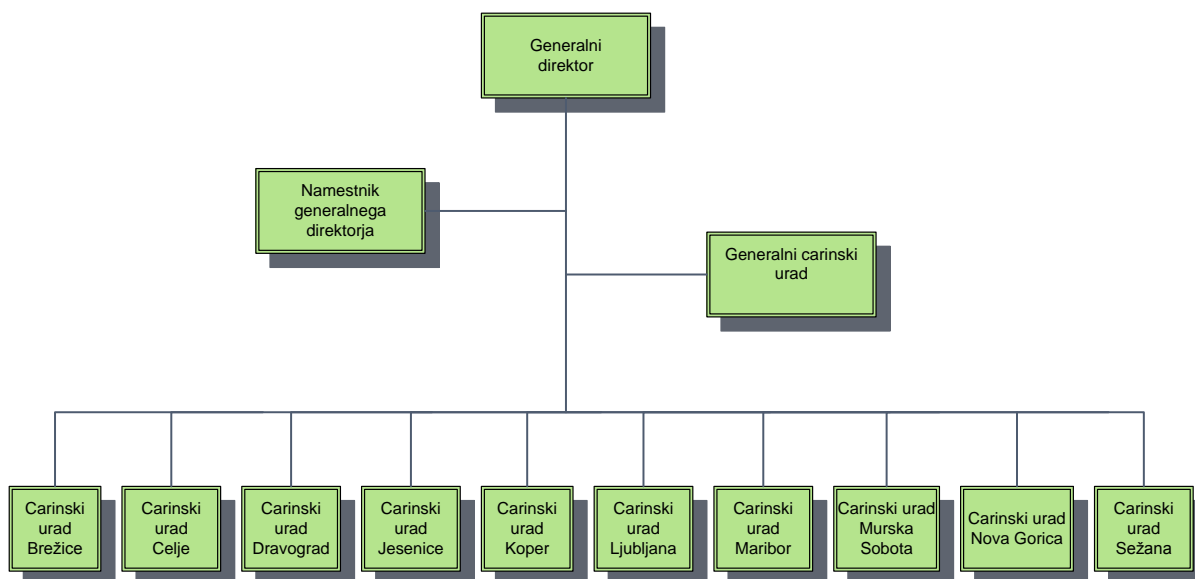 Generalni
direktor
Namestnik
generalnega
direktorja
Generalni carinski
urad
Carinski
urad
Brežice
Carinski
urad
Celje
Carinski
urad
Dravograd
Carinski
urad
Jesenice
Carinski
urad
Koper
Carinski
urad
Ljubljana
Carinski
urad
Maribor
Carinski urad
Murska
Sobota
Carinski urad
Nova Gorica
Carinski
urad
Sežana